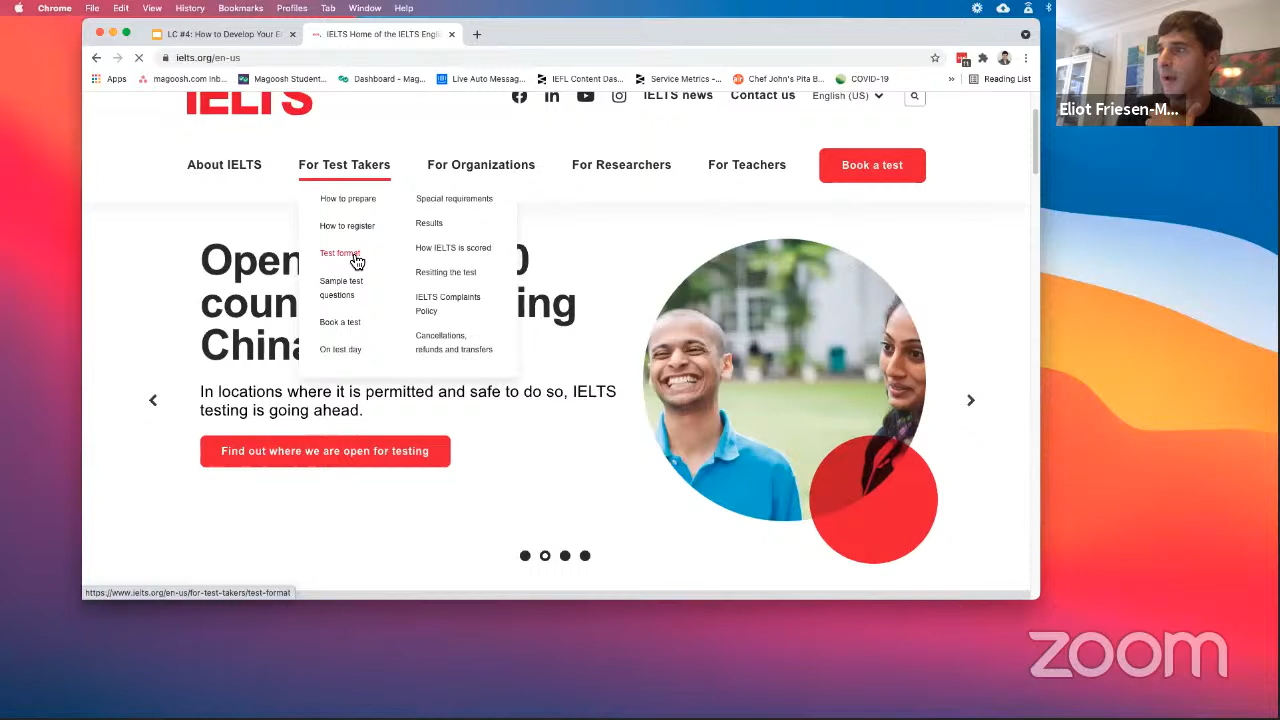 Chrome File Edit View History Bookmarks Profiles Tab Window Help
LC #4: How to Develop Your E
IELTS Home of the IELTS Engli
ielts.org/en-us
Apps magoosh.com Inb... Magoosh Student... Dashboard - Mag... Live Auto Messag... IEFL Content Das... Service Metrics -... Chef John's Pita B... COVID-19 » Reading List
Eliot Friesen-M...
IELTS
IELTS news Contact us English (US)
About IELTS For Test Takers For Organizations For Researchers For Teachers Book a test
How to prepare
How to register
Test format
Sample test
questions
Book a test
On test day
Special requirements
Results
How IELTS is scored
Resitting the test
IELTS Complaints
Policy
Cancellations,
refunds and transfers
Open 0
coun ing
China
In locations where it is permitted and safe to do so, IELTS
testing is going ahead.
Find out where we are open for testing
https://www.ielts.org/en-us/for-test-takers/test-format
zoom